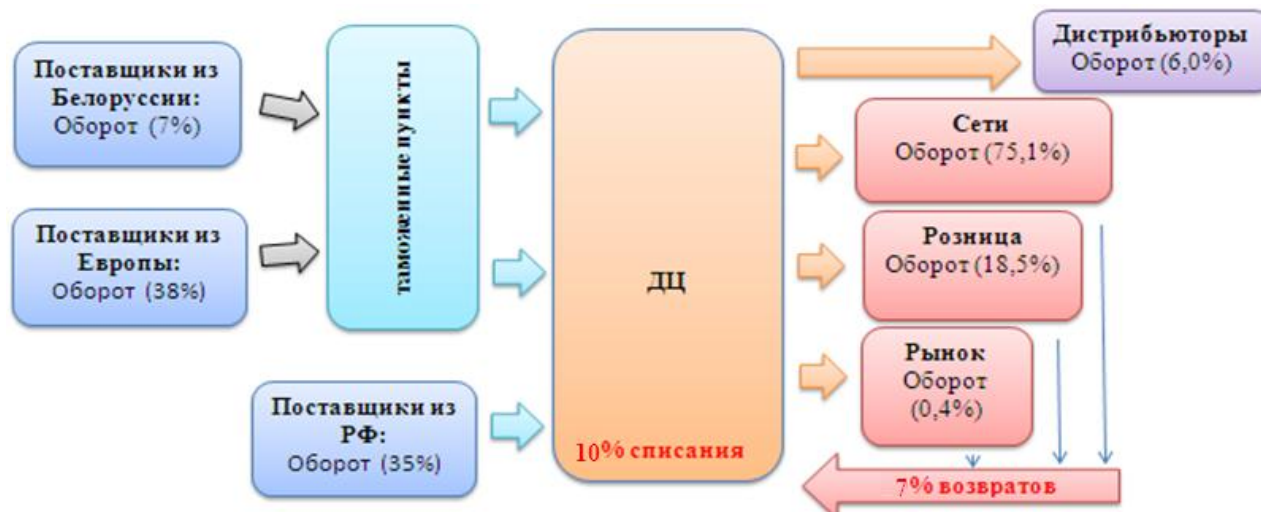 Поставщики из
Белоруссии:
Оборот (7%)
Поставщики из
Европы:
Оборот (38%)
Поставщики из
РФ:
Оборот (35%)
таможенные пункты
ДЦ
10% списания
Дистрибьюторы
Оборот (6,0%)
Сети
Оборот (75,1%)
Розница
Оборот (18,5%)
Рынок
Оборот
(0,4%)
7% возвратов